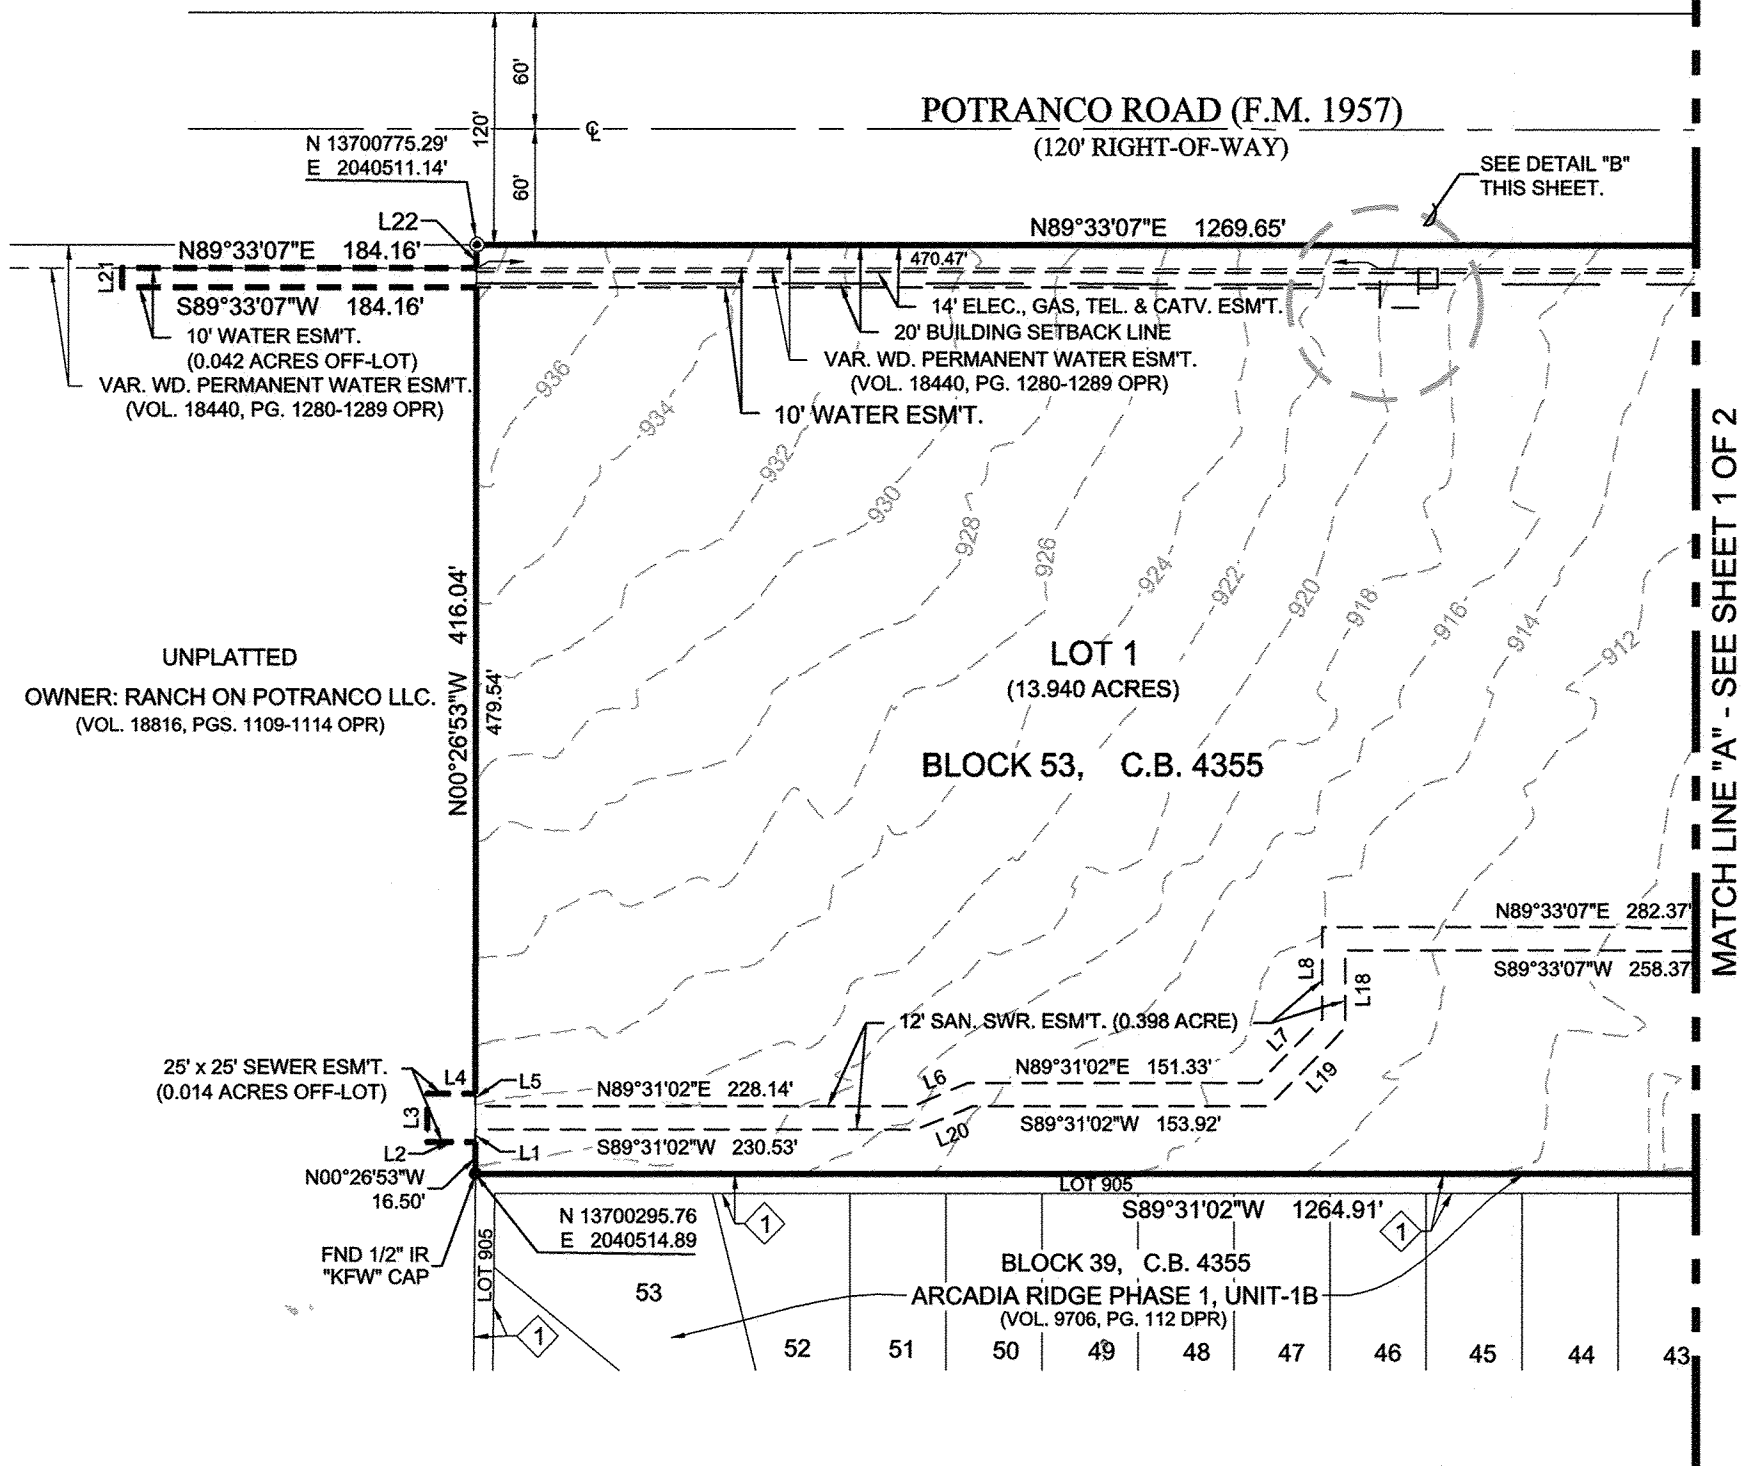 POTRANCO ROAD (F.M. 1957)
(120' RIGHT-OF-WAY)
60'
120'
60'
N 13700775.29'
E 2040511.14'
SEE DETAIL "B"
THIS SHEET.
L22
N89°33'07"E 1269.65'
N89°33'07"E 184.16'
L21
S89°33'07"W 184.16'
470.47'
14' ELEC., GAS, TEL. & CATV. ESM'T.
20' BUILDING SETBACK LINE
VAR. WD. PERMANENT WATER ESM'T.
(VOL. 18440, PG. 1280-1289 OPR)
10' WATER ESM'T.
10' WATER ESM'T.
(0.042 ACRES OFF-LOT)
VAR. WD. PERMANENT WATER ESM'T.
(VOL. 18440, PG. 1280-1289 OPR)
936
934
932
930
928
926
924
922
920
918
916
914
912
N00°26'53"W 416.04'
479.54'
UNPLATTED
OWNER: RANCH ON POTRANCO LLC.
(VOL. 18816, PGS. 1109-1114 OPR)
LOT 1
(13.940 ACRES)
BLOCK 53, C.B. 4355
MATCH LINE "A" - SEE SHEET 1 OF 2
N89°33'07"E 282.37'
S89°33'07"W 258.37'
L8
L18
12' SAN. SWR. ESM'T. (0.398 ACRE)
L7
L19
25' x 25' SEWER ESM'T.
(0.014 ACRES OFF-LOT)
L4
L5
L3
L2
L1
N89°31'02"E 228.14'
L6
N89°31'02"E 151.33'
S89°31'02"W 230.53'
L20
S89°31'02"W 153.92'
N00°26'53"W
16.50'
LOT 905
S89°31'02"W 1264.91'
N 13700295.76
E 2040514.89
1
1
FND 1/2" IR
"KFW" CAP
LOT 905
1
BLOCK 39, C.B. 4355
ARCADIA RIDGE PHASE 1, UNIT-1B
(VOL. 9706, PG. 112 DPR)
53
52
51
50
49
48
47
46
45
44
43